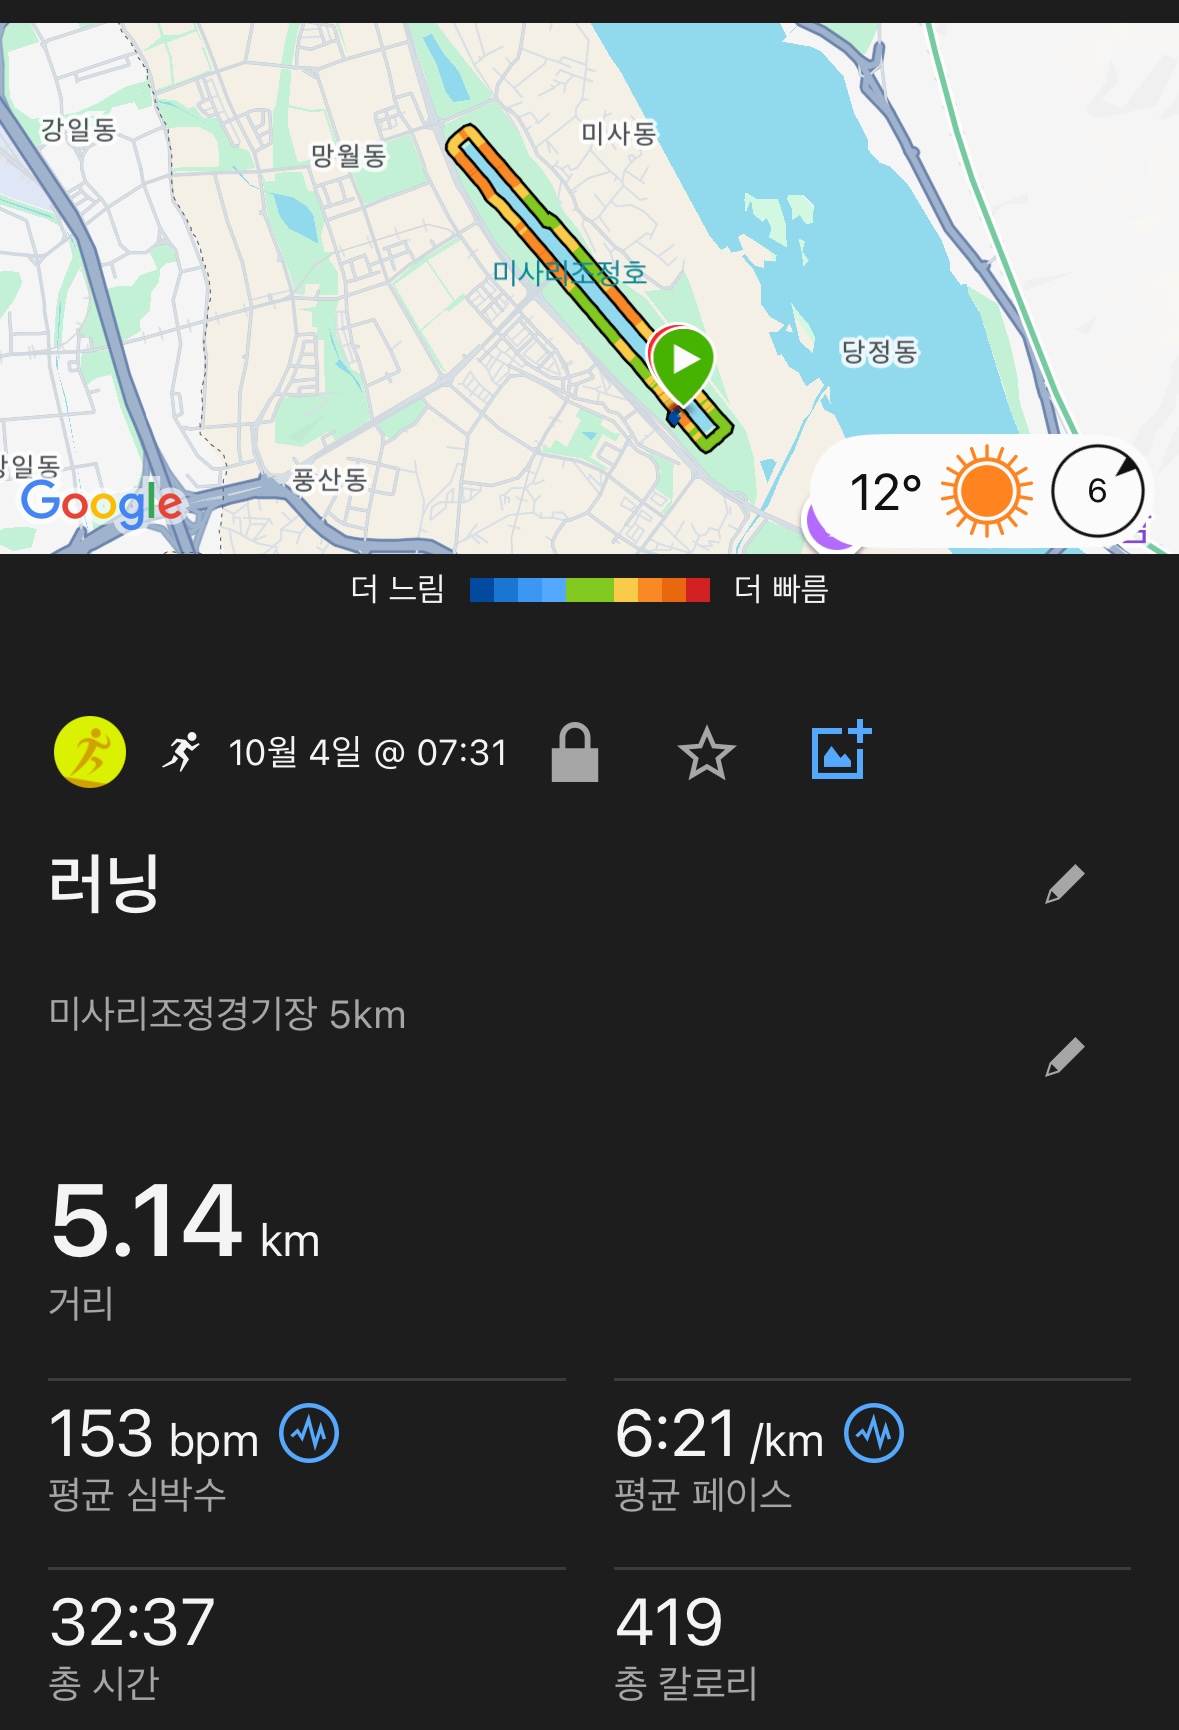 강일동
망월동
미사동
미사리조정호
당정동
강일동
풍산동
Google
12°
6
더 느림
더 빠름
10월 4일 @ 07:31
러닝
미사리조정경기장 5km
5.14 km
거리
153 bpm
평균 심박수
6:21 /km
평균 페이스
32:37
총 시간
419
총 칼로리